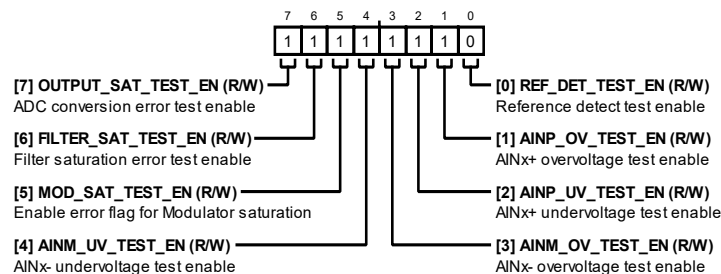 7 6 5 4 3 2 1 0
1 1 1 1 1 1 1 0
[7] OUTPUT_SAT_TEST_EN (R/W)
ADC conversion error test enable
[6] FILTER_SAT_TEST_EN (R/W)
Filter saturation error test enable
[5] MOD_SAT_TEST_EN (R/W)
Enable error flag for Modulator saturation
[4] AINM_UV_TEST_EN (R/W)
AINx- undervoltage test enable
[0] REF_DET_TEST_EN (R/W)
Reference detect test enable
[1] AINP_OV_TEST_EN (R/W)
AINx+ overvoltage test enable
[2] AINP_UV_TEST_EN (R/W)
AINx+ undervoltage test enable
[3] AINM_OV_TEST_EN (R/W)
AINx- overvoltage test enable